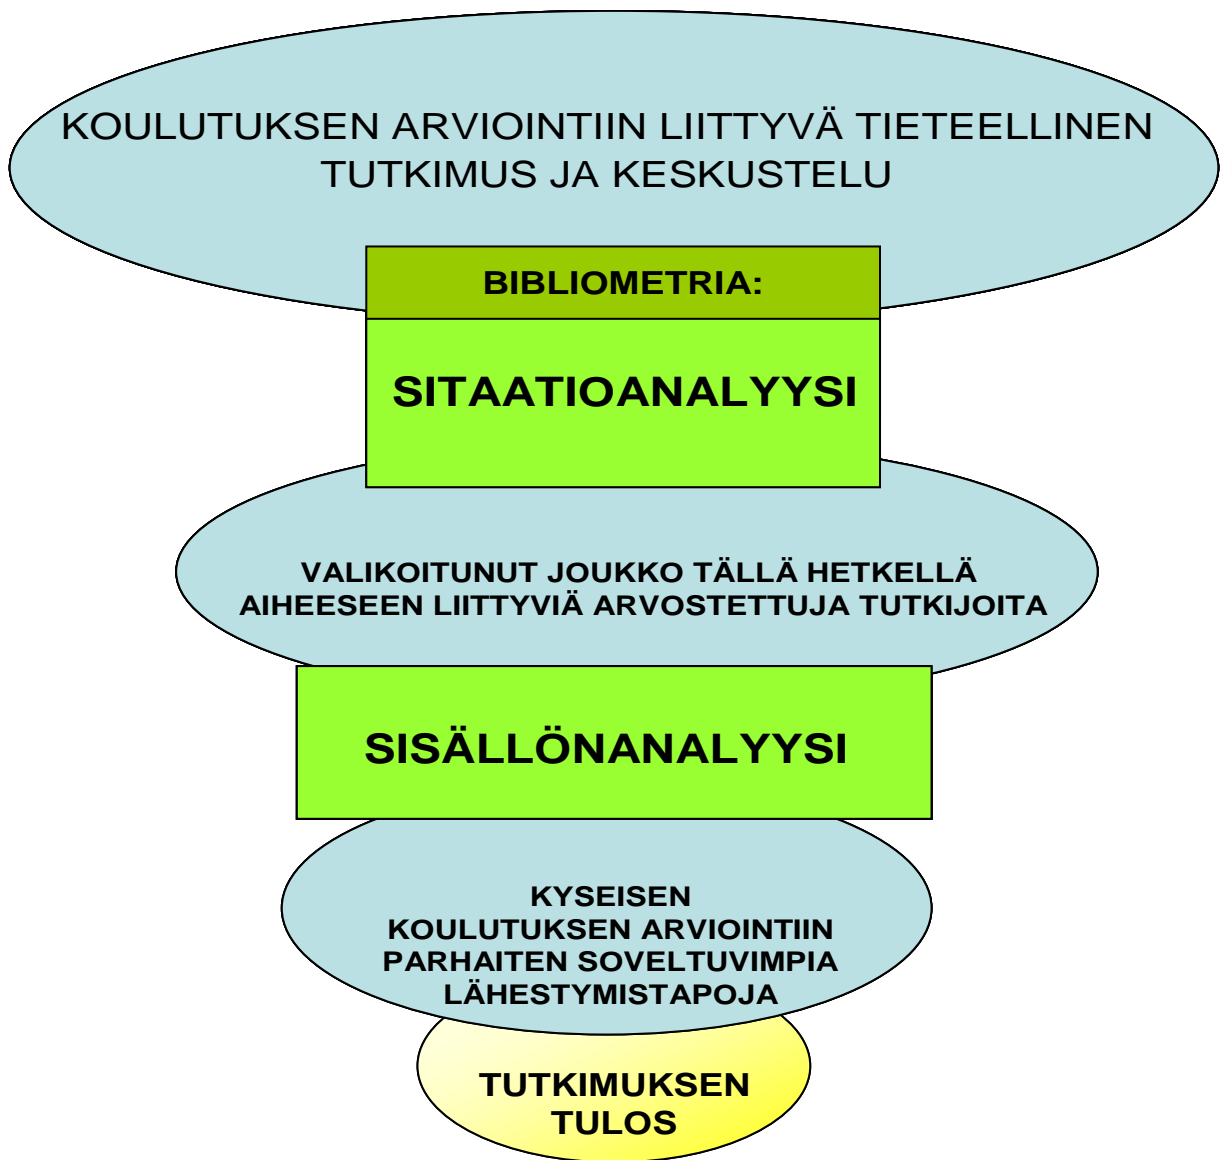 KOULUTUKSEN ARVIOINTIIN LIITTYVÄ TIETEELLINEN
TUTKIMUS JA KESKUSTELU
BIBLIOMETRIA:
SITAATIOANALYYSI
VALIKOITUNUT JOUKKO TÄLLÄ HETKELLÄ
AIHEESEEN LIITTYVIÄ ARVOSTETTUJA TUTKIJOITA
SISÄLLÖNANALYYSI
KYSEISEN
KOULUTUKSEN ARVIOINTIIN
PARHAITEN SOVELTUVIMPIA
LÄHESTYMISTAPOJA
TUTKIMUKSEN
TULOS